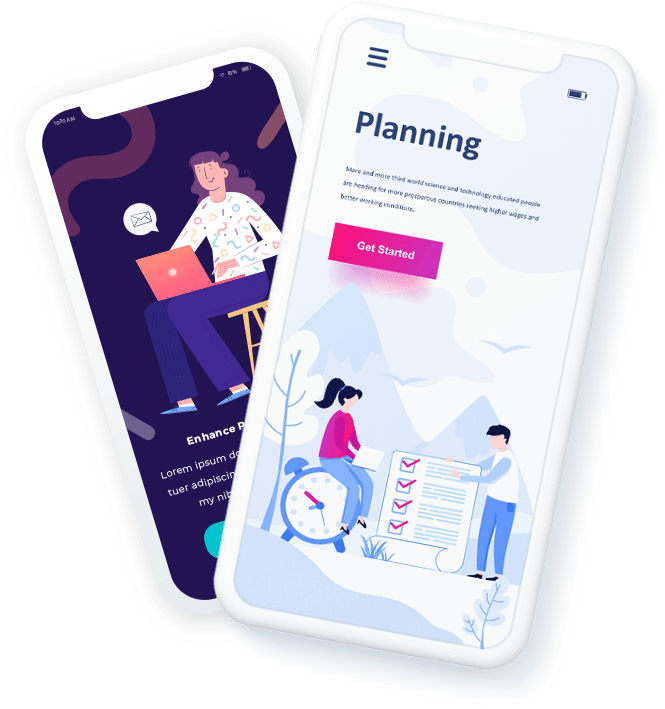 Planning
More and more third world science and technology educated people
are heading for more prosperous countries seeking higher wages and
better working conditions.
Get Started
10:10 AM
Enhance P
Lorem ipsum do
tuer adipiscin
my nib